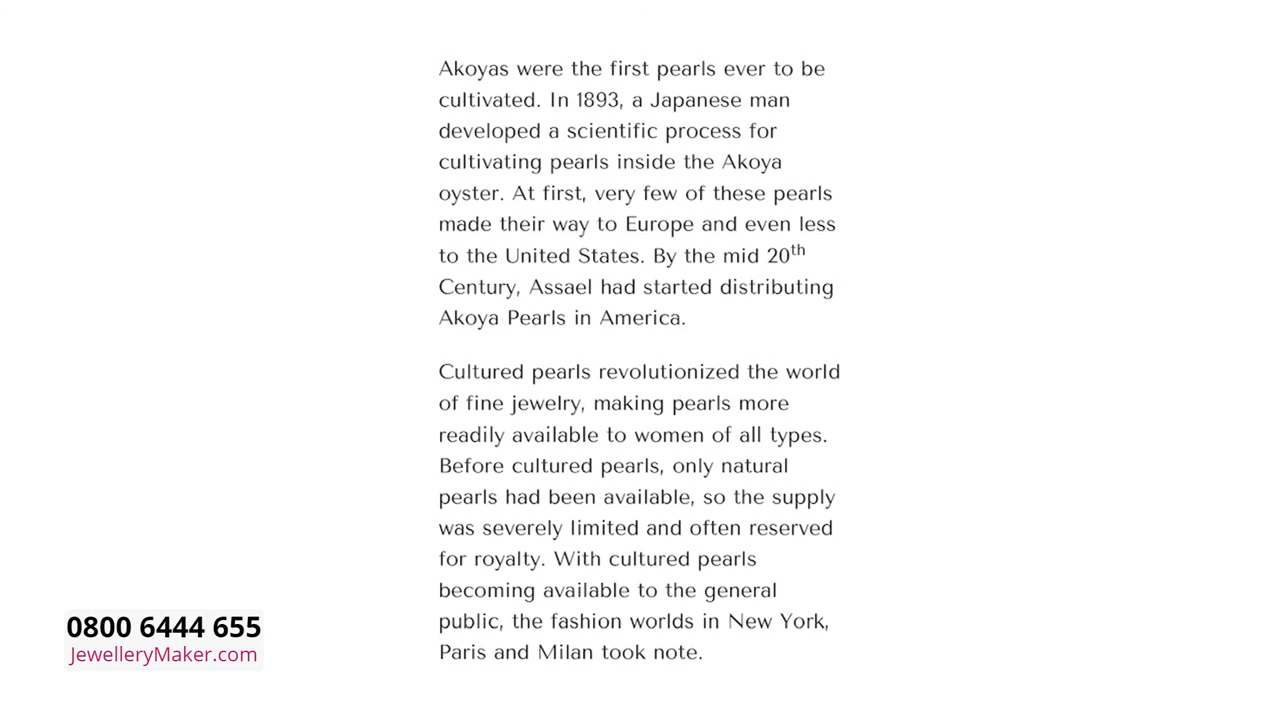 Akoyas were the first pearls ever to be
cultivated. In 1893, a Japanese man
developed a scientific process for
cultivating pearls inside the Akoya
oyster. At first, very few of these pearls
made their way to Europe and even less
to the United States. By the mid 20th
Century, Assael had started distributing
Akoya Pearls in America.
Cultured pearls revolutionized the world
of fine jewelry, making pearls more
readily available to women of all types.
Before cultured pearls, only natural
pearls had been available, so the supply
was severely limited and often reserved
for royalty. With cultured pearls
becoming available to the general
public, the fashion worlds in New York,
Paris and Milan took note.
0800 6444 655
JewelleryMaker.com